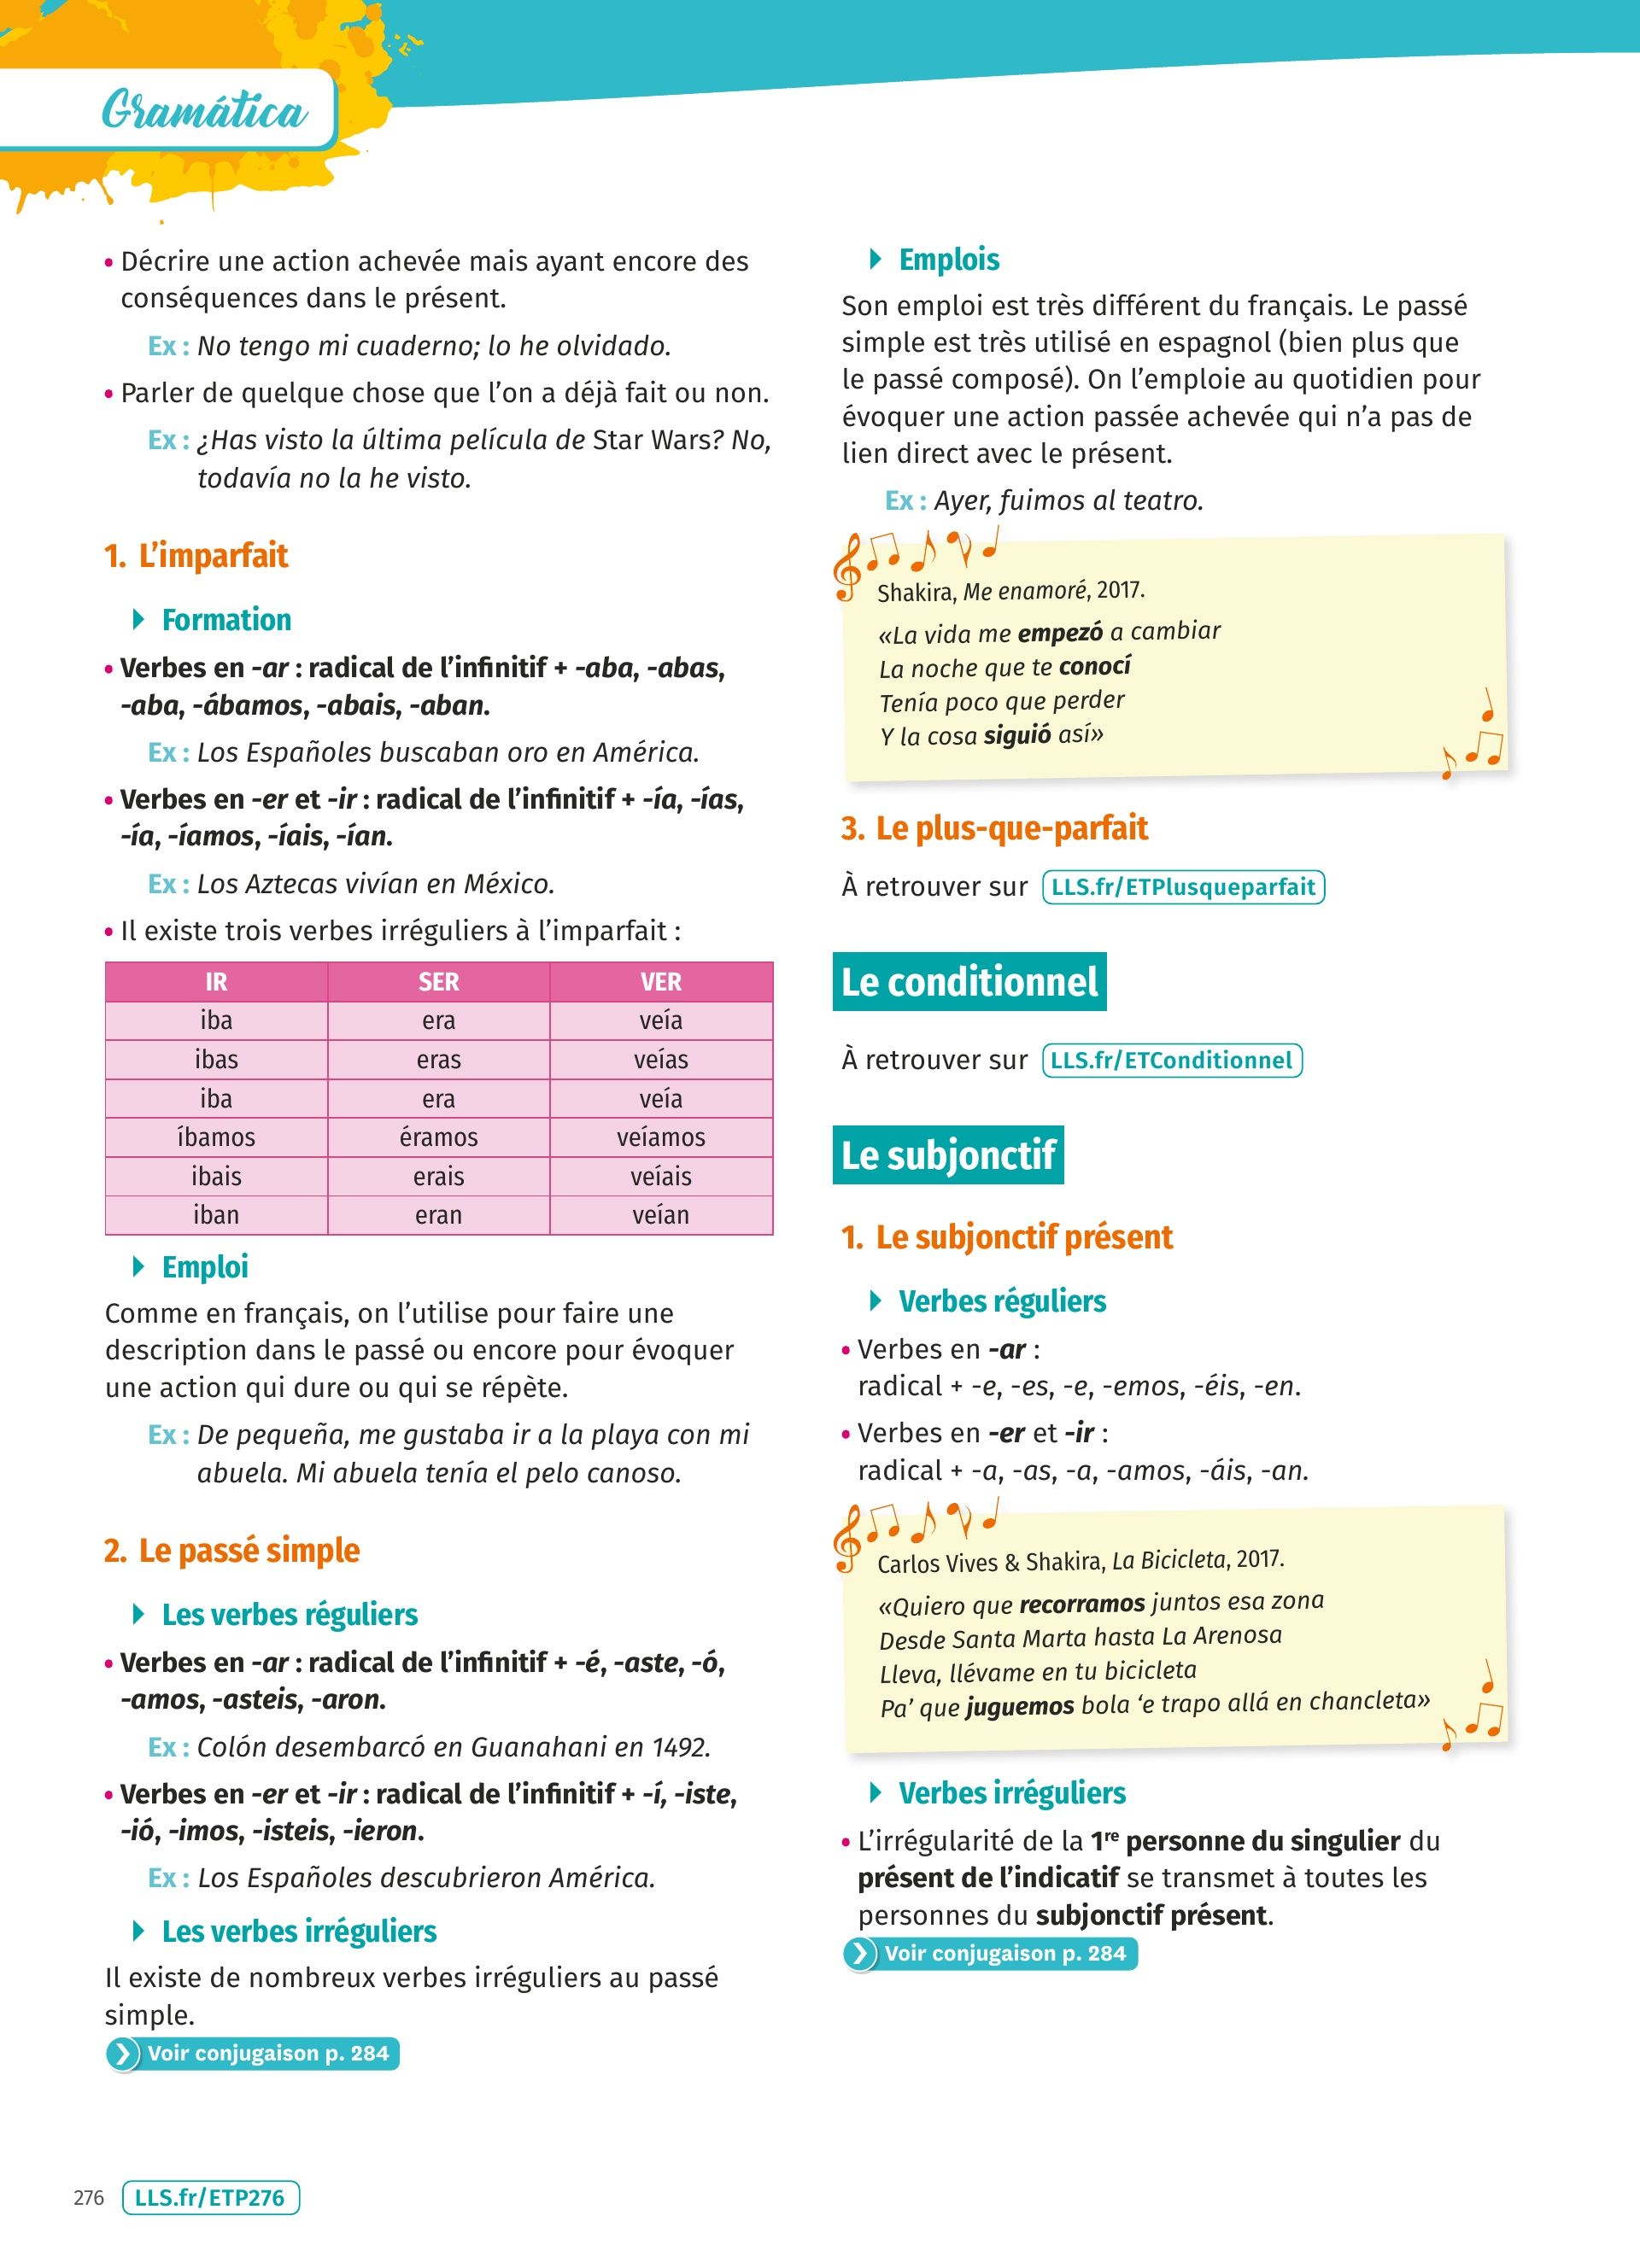 Gramática
• Décrire une action achevée mais ayant encore des
conséquences dans le présent.
Ex : No tengo mi cuaderno; lo he olvidado.
• Parler de quelque chose que l’on a déjà fait ou non.
Ex : ¿Has visto la última película de Star Wars? No,
todavía no la he visto.
1. L’imparfait
Formation
• Verbes en -ar : radical de l’infinitif + -aba, -abas,
-aba, -ábamos, -abais, -aban.
Ex : Los Españoles buscaban oro en América.
• Verbes en -er et -ir : radical de l’infinitif + -ía, -ías,
-ía, -íamos, -íais, -ían.
Ex : Los Aztecas vivían en México.
• Il existe trois verbes irréguliers à l’imparfait :
IR SER VER
iba era veía
ibas eras veías
iba era veía
íbamos éramos veíamos
ibais erais veíais
iban eran veían
Emploi
Comme en français, on l’utilise pour faire une
description dans le passé ou encore pour évoquer
une action qui dure ou qui se répète.
Ex : De pequeña, me gustaba ir a la playa con mi
abuela. Mi abuela tenía el pelo canoso.
2. Le passé simple
Les verbes réguliers
• Verbes en -ar : radical de l’infinitif + -é, -aste, -ó,
-amos, -asteis, -aron.
Ex : Colón desembarcó en Guanahani en 1492.
• Verbes en -er et -ir : radical de l’infinitif + -í, -iste,
-ió, -imos, -isteis, -ieron.
Ex : Los Españoles descubrieron América.
Les verbes irréguliers
Il existe de nombreux verbes irréguliers au passé
simple.
Voir conjugaison p. 284
Emplois
Son emploi est très différent du français. Le passé
simple est très utilisé en espagnol (bien plus que
le passé composé). On l’emploie au quotidien pour
évoquer une action passée achevée qui n’a pas de
lien direct avec le présent.
Ex : Ayer, fuimos al teatro.
Shakira, Me enamoré, 2017.
«La vida me empezó a cambiar
La noche que te conocí
Tenía poco que perder
Y la cosa siguió así»
3. Le plus-que-parfait
À retrouver sur LLS.fr/ETPlusqueparfait
Le conditionnel
À retrouver sur LLS.fr/ETConditionnel
Le subjonctif
1. Le subjonctif présent
Verbes réguliers
• Verbes en -ar :
radical + -e, -es, -e, -emos, -éis, -en.
• Verbes en -er et -ir :
radical + -a, -as, -a, -amos, -áis, -an.
Carlos Vives & Shakira, La Bicicleta, 2017.
«Quiero que recorramos juntos esa zona
Desde Santa Marta hasta La Arenosa
Lleva, llévame en tu bicicleta
Pa’ que juguemos bola ‘e trapo allá en chancleta»
Verbes irréguliers
• L’irrégularité de la 1re personne du singulier du
présent de l’indicatif se transmet à toutes les
personnes du subjonctif présent.
Voir conjugaison p. 284
276 LLS.fr/ETP276